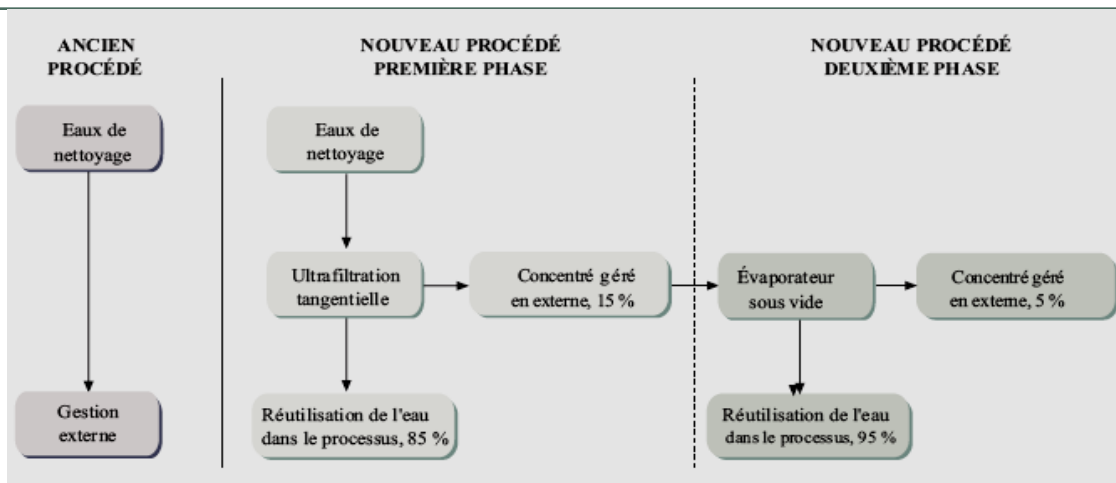 ANCIEN
PROCÉDÉ
NOUVEAU PROCÉDÉ
PREMIÈRE PHASE
NOUVEAU PROCÉDÉ
DEUXIÈME PHASE
Eaux de
nettoyage
Eaux de
nettoyage
Ultrafiltration
tangentielle
Concentré géré
en externe, 15 %
Évaporateur
sous vide
Concentré géré
en externe, 5 %
Gestion
externe
Réutilisation de l'eau
dans le processus, 85 %
Réutilisation de l'eau
dans le processus, 95 %